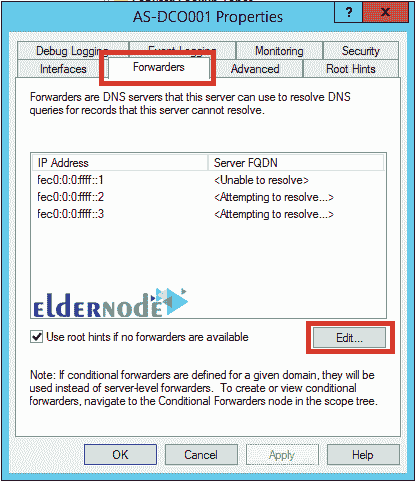 AS-DCO001 Properties
? X
Debug Logging Event Logging Monitoring Security
Interfaces Forwarders Advanced Root Hints
Forwarders are DNS servers that this server can use to resolve DNS
queries for records that this server cannot resolve.
IP Address Server FQDN
fec0:0:0:ffff::1 <Unable to resolve>
fec0:0:0:ffff::2 <Attempting to resolve...>
fec0:0:0:ffff::3 <Attempting to resolve...>
eldernode
Use root hints if no forwarders are available Edit...
Note: If conditional forwarders are defined for a given domain, they will
be used instead of server-level forwarders. To create or view conditional
forwarders, navigate to the Conditional Forwarders node in the scope tree.
OK Cancel Apply Help